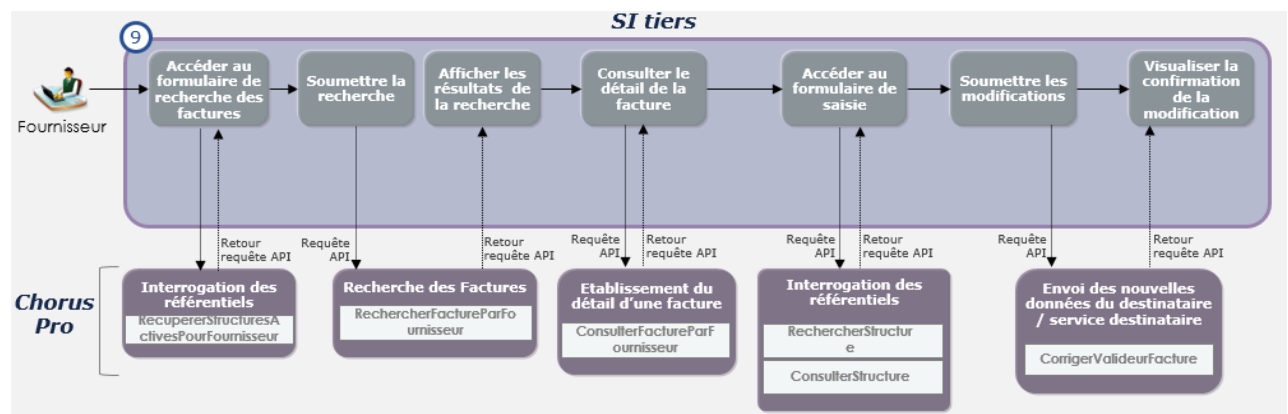 SI tiers
9
Fournisseur
Accéder au
formulaire de
recherche des
factures
Soumettre la
recherche
Afficher les
résultats de
la recherche
Consulter le
détail de la
facture
Accéder au
formulaire de
saisie
Soumettre les
modifications
Visualiser la
confirmation
de la
modification
Retour
requête API
Requête
API
Retour
requête API
Requête
API
Retour
requête API
Requête
API
Retour
requête API
Requête
API
Retour
requête API
Chorus
Pro
Interrogation des
référentiels
RecupererStructuresA
ctivesPourFournisseur
Recherche des Factures
RechercherFactureParFo
urnisseur
Etablissement du
détail d’une facture
ConsulterFactureParF
ournisseur
Interrogation des
référentiels
RechercherStructur
e
ConsulterStructure
Envoi des nouvelles
données du destinataire
/ service destinataire
CorrigerValideurFacture